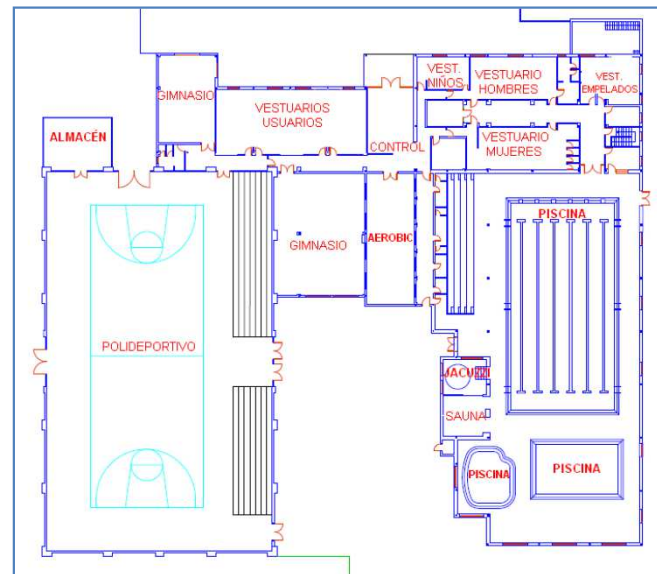 GIMNASIO
VESTUARIOS
USUARIOS
VEST.
NIÑOS
VESTUARIO
HOMBRES
VEST.
EMPELADOS
ALMACÉN
CONTROL
VESTUARIO
MUJERES
GIMNASIO
AEROBIC
PISCINA
POLIDEPORTIVO
JACUZZI
SAUNA
PISCINA
PISCINA